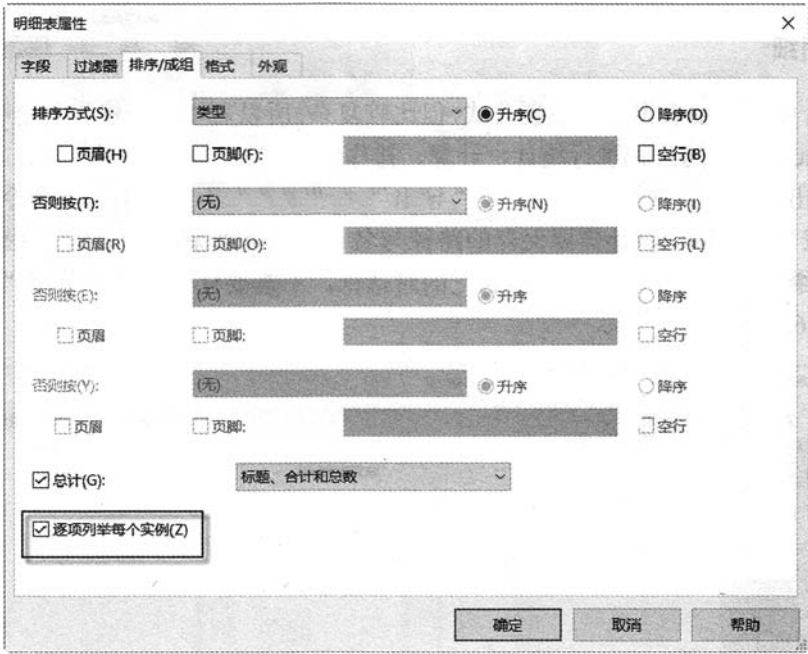 明细表属性
字段 过滤器 排序/成组 格式 外观
排序方式(S): 类型 升序(C) 降序(D)
页眉(H) 页脚(F): 空行(B)
否则按(T): (无) 升序(N) 降序(I)
页眉(R) 页脚(O): 空行(L)
否则按(E): (无) 升序 降序
页眉 页脚: 空行
否则按(Y): (无) 升序 降序
页眉 页脚: 空行
总计(G): 标题、合计和总数
逐项列举每个实例(Z)
确定 取消 帮助